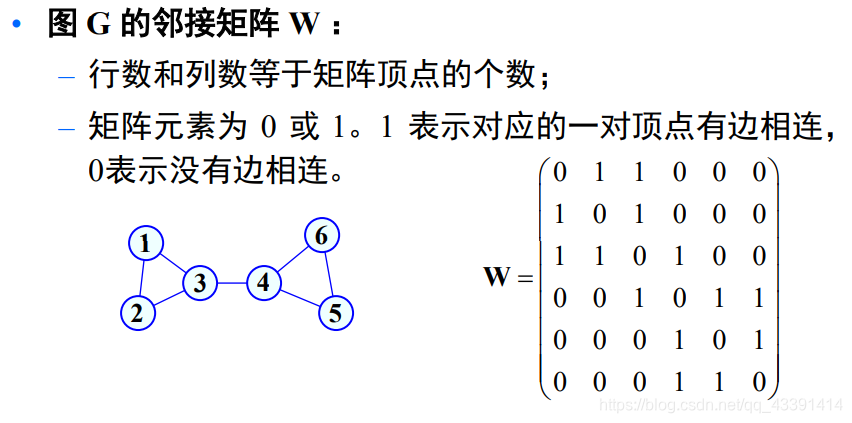 • 图 G 的邻接矩阵 W：
– 行数和列数等于矩阵顶点的个数；
– 矩阵元素为 0 或 1。1 表示对应的一对顶点有边相连，
0表示没有边相连。
1
2
3
4
6
5
W =
0 1 1 0 0 0
1 0 1 0 0 0
1 1 0 1 0 0
0 0 1 0 1 1
0 0 0 1 0 1
0 0 0 1 1 0
https://blog.csdn.net/qq_43391414